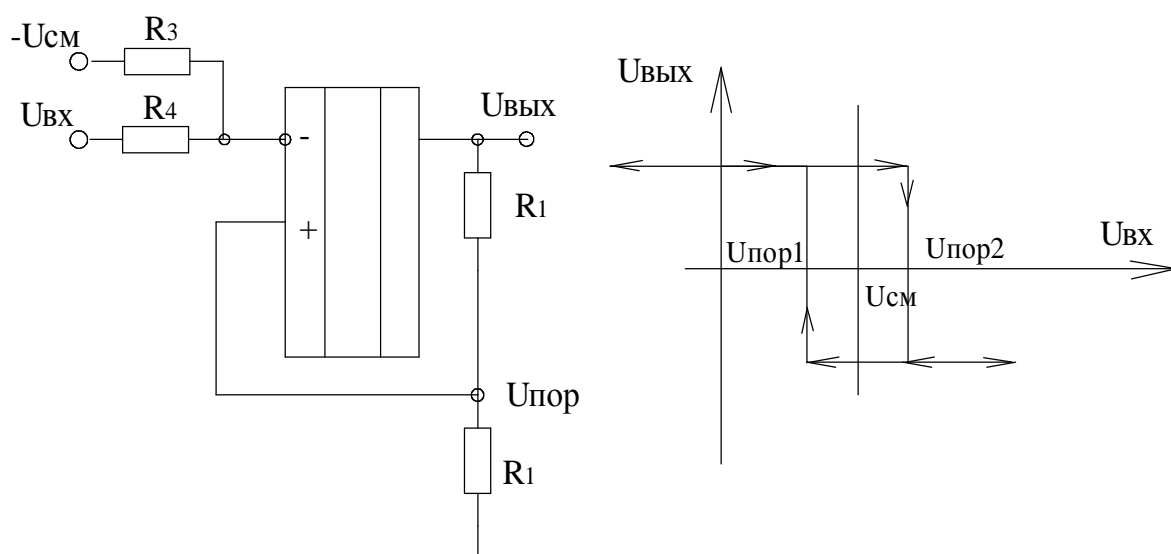 -Uсм
R3
Uвх
R4
-
+
Uвых
R1
Uпор
R1
Uвых
Uпор1
Uпор2
Uсм
Uвх